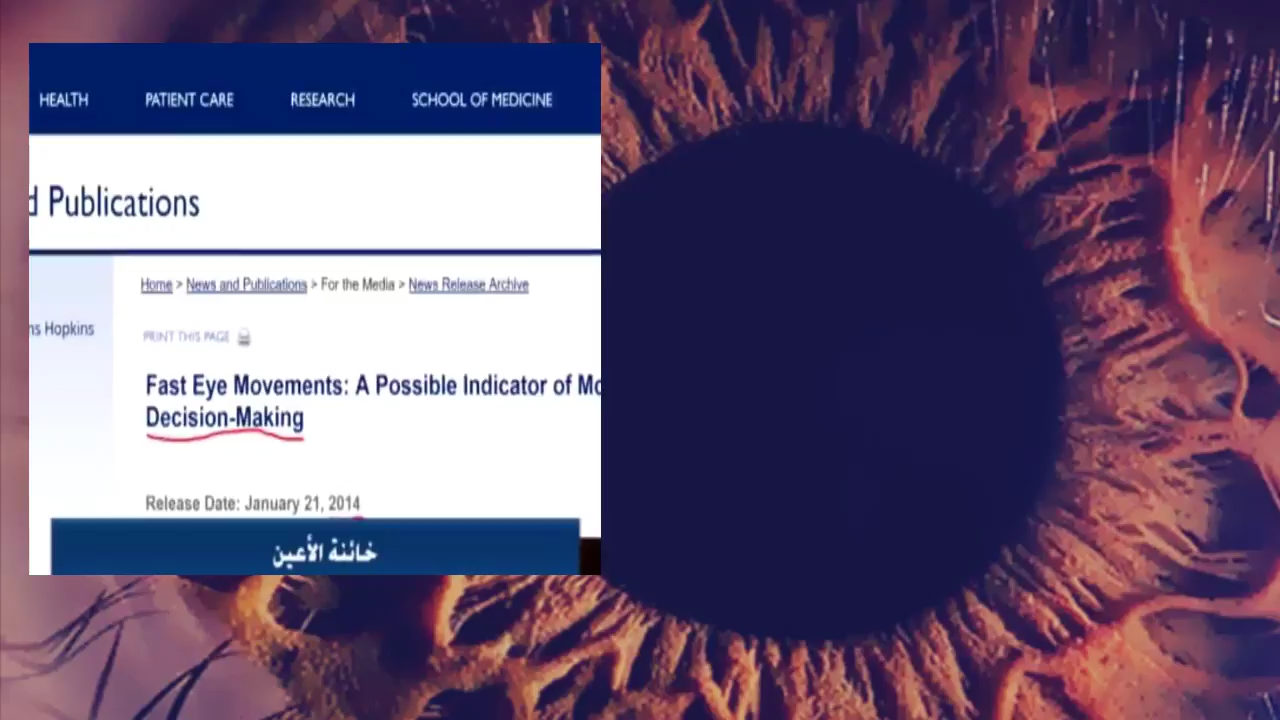 HEALTH PATIENT CARE RESEARCH SCHOOL OF MEDICINE
d Publications
Home > News and Publications > For the Media > News Release Archive
ns Hopkins
PRINT THIS PAGE
Fast Eye Movements: A Possible Indicator of Mo
Decision-Making
Release Date: January 21, 2014
خائنة الأعين